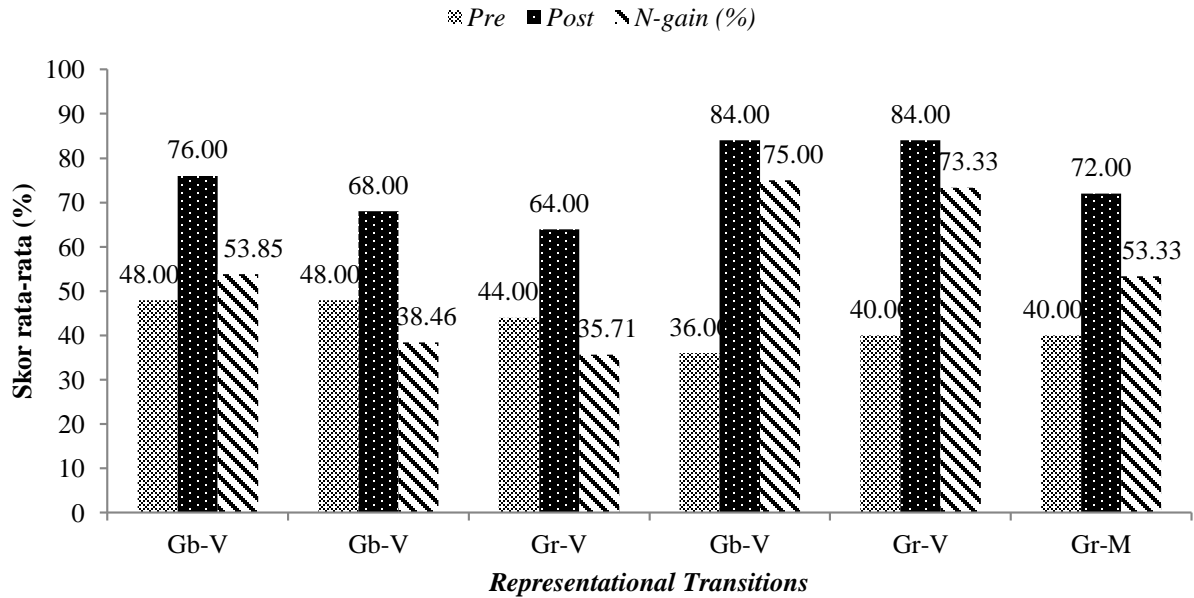 Pre Post N-gain (%)
Skor rata-rata (%)
100
90
80
70
60
50
40
30
20
10
0
48.00 76.00 53.85
48.00 68.00 38.46
44.00 64.00 35.71
36.00 84.00 75.00
40.00 84.00 73.33
40.00 72.00 53.33
Gb-V Gb-V Gr-V Gb-V Gr-V Gr-M
Representational Transitions